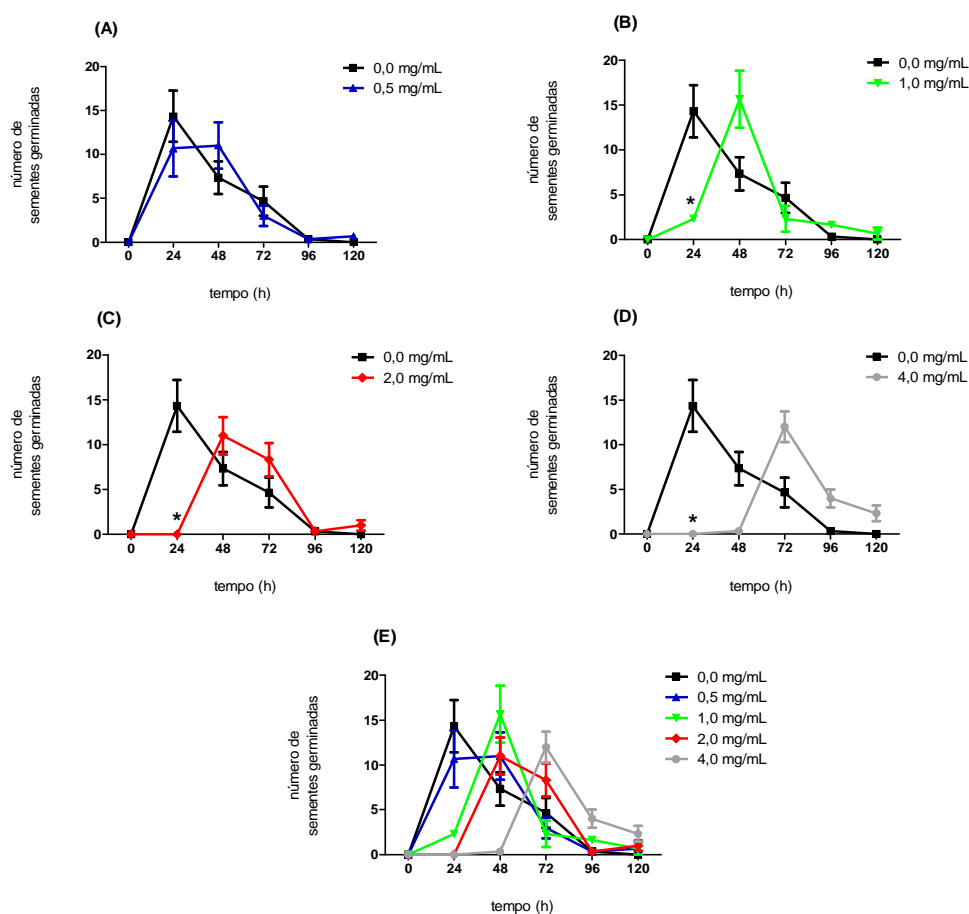 (A)
0,0 mg/mL
0,5 mg/mL
número de
sementes germinadas
20
15
10
5
0
0 24 48 72 96 120
tempo (h)
(B)
0,0 mg/mL
1,0 mg/mL
número de
sementes germinadas
20
15
10
5
0
*
0 24 48 72 96 120
tempo (h)
(C)
0,0 mg/mL
2,0 mg/mL
número de
sementes germinadas
20
15
10
5
0
*
0 24 48 72 96 120
tempo (h)
(D)
0,0 mg/mL
4,0 mg/mL
número de
sementes germinadas
20
15
10
5
0
*
0 24 48 72 96 120
tempo (h)
(E)
0,0 mg/mL
0,5 mg/mL
1,0 mg/mL
2,0 mg/mL
4,0 mg/mL
número de
sementes germinadas
20
15
10
5
0
0 24 48 72 96 120
tempo (h)